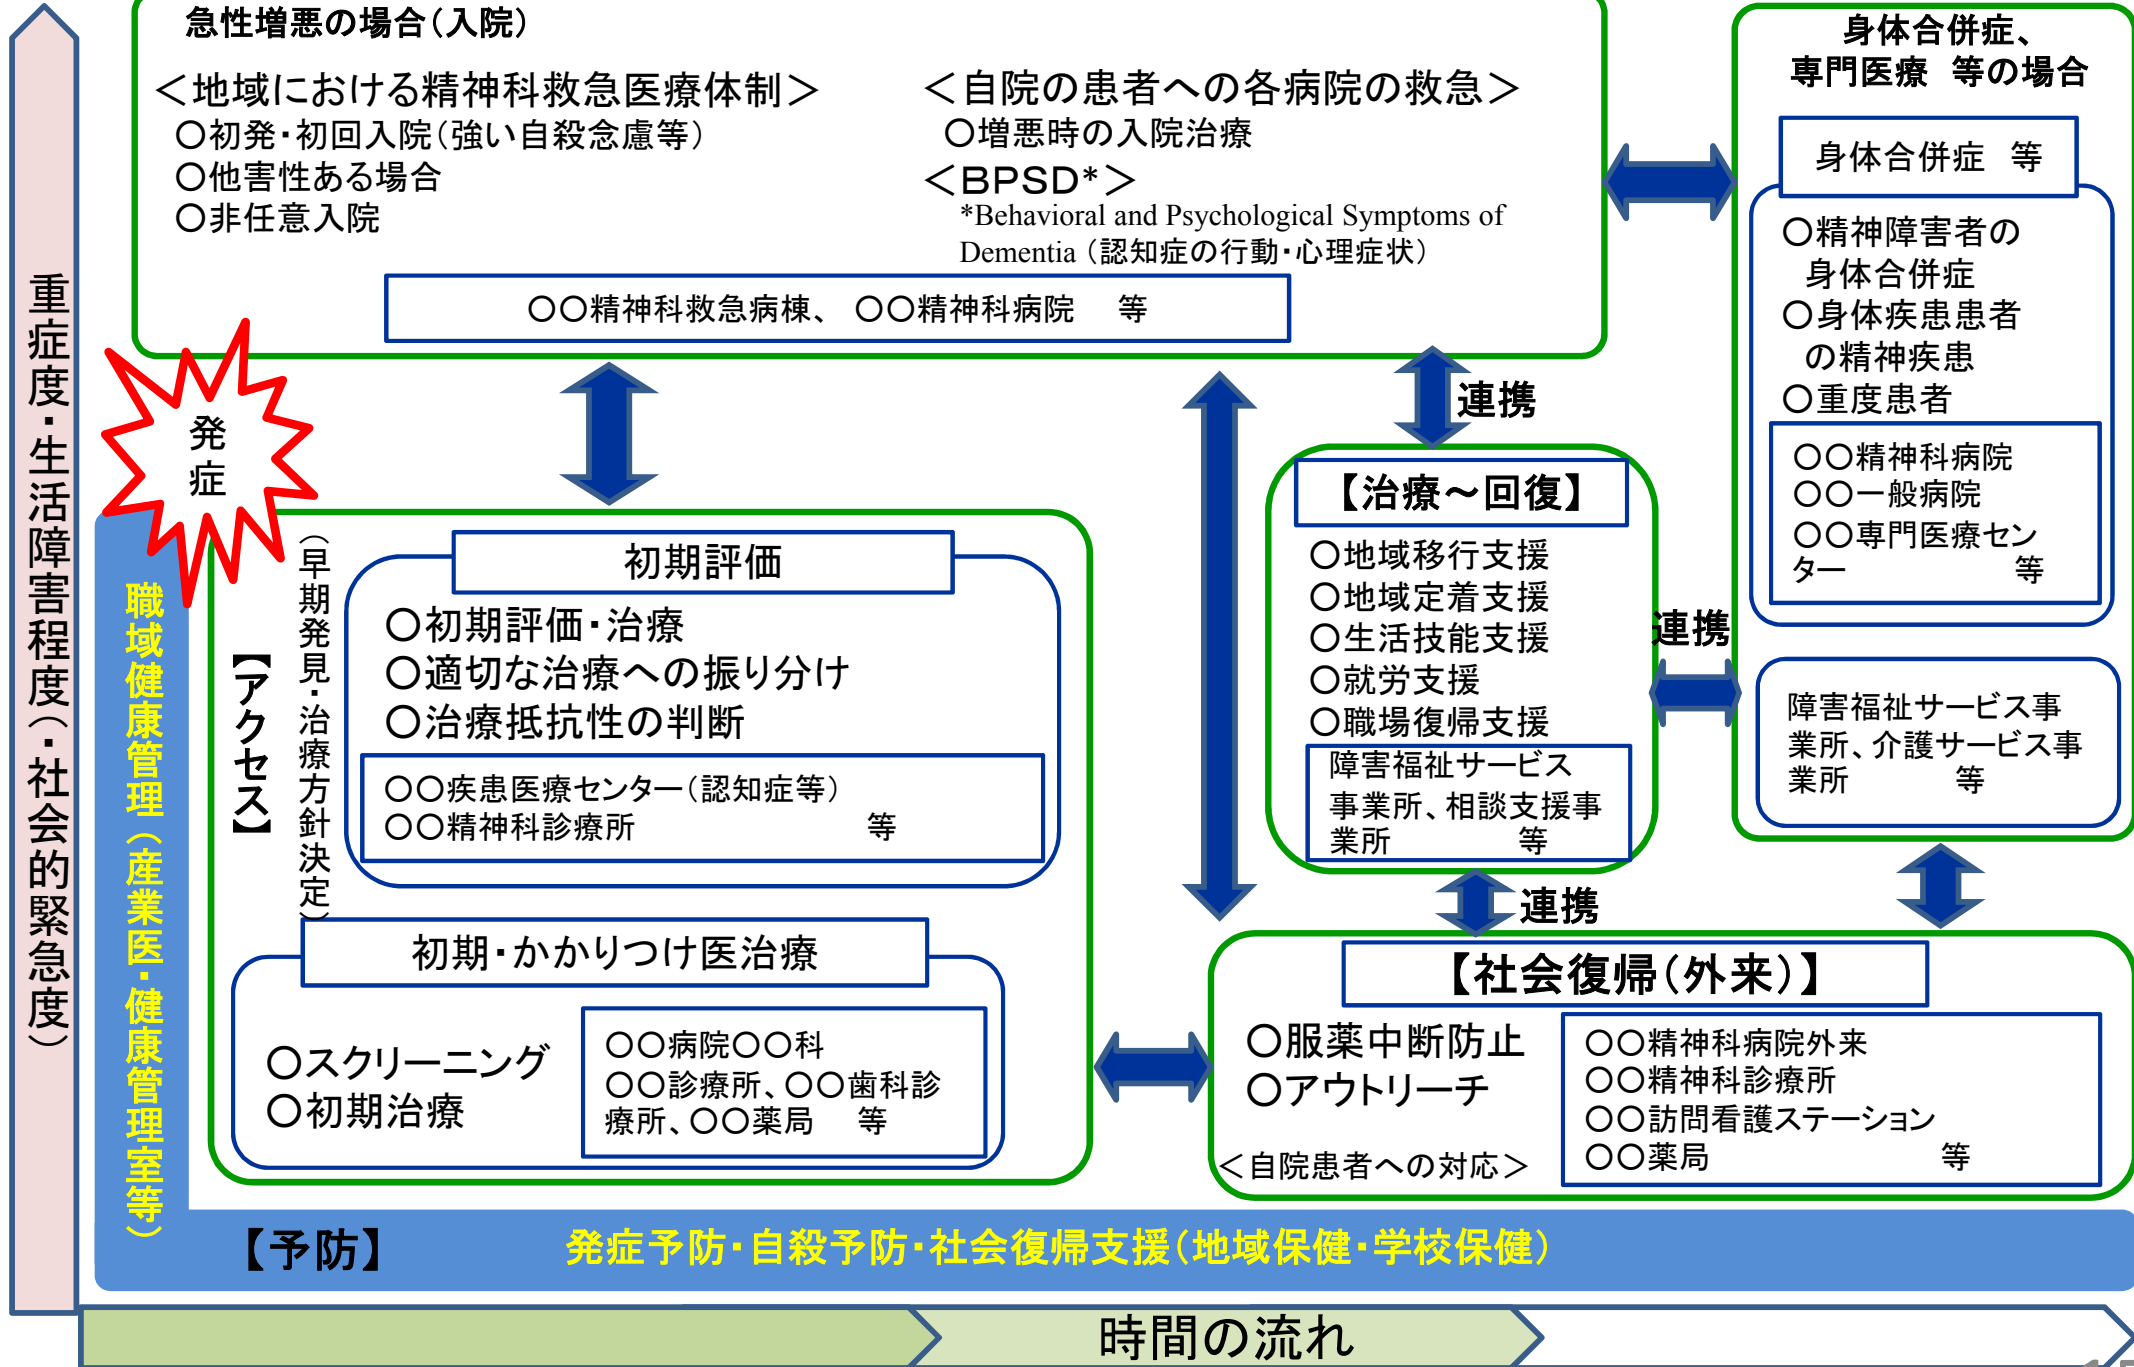 急性増悪の場合（入院）
＜地域における精神科救急医療体制＞
○初発・初回入院（強い自殺念慮等）
○他害性ある場合
○非任意入院
＜自院の患者への各病院の救急＞
○増悪時の入院治療
＜ＢＰＳＤ*＞
*Behavioral and Psychological Symptoms of
Dementia（認知症の行動・心理症状）
○○精神科救急病棟、　○○精神科病院　等
身体合併症、
専門医療　等の場合
身体合併症　等
○精神障害者の
身体合併症
○身体疾患患者
の精神疾患
○重度患者
○○精神科病院
○○一般病院
○○専門医療セン
ター　等
障害福祉サービス事
業所、介護サービス事
業所　等
重症度・生活障害程度（・社会的緊急度）
発
症
連携
【治療～回復】
○地域移行支援
○地域定着支援
○生活技能支援
○就労支援
○職場復帰支援
障害福祉サービス
事業所、相談支援事
業所　等
連携
連携
職域健康管理（産業医・健康管理室等）
【アクセス】
（早期発見・治療方針決定）
初期評価
○初期評価・治療
○適切な治療への振り分け
○治療抵抗性の判断
○○疾患医療センター（認知症等）
○○精神科診療所　等
初期・かかりつけ医治療
○スクリーニング
○初期治療
○○病院○○科
○○診療所、○○歯科診
療所、○○薬局　等
【社会復帰（外来）】
○服薬中断防止
○アウトリーチ
＜自院患者への対応＞
○○精神科病院外来
○○精神科診療所
○○訪問看護ステーション
○○薬局　等
【予防】
発症予防・自殺予防・社会復帰支援（地域保健・学校保健）
時間の流れ